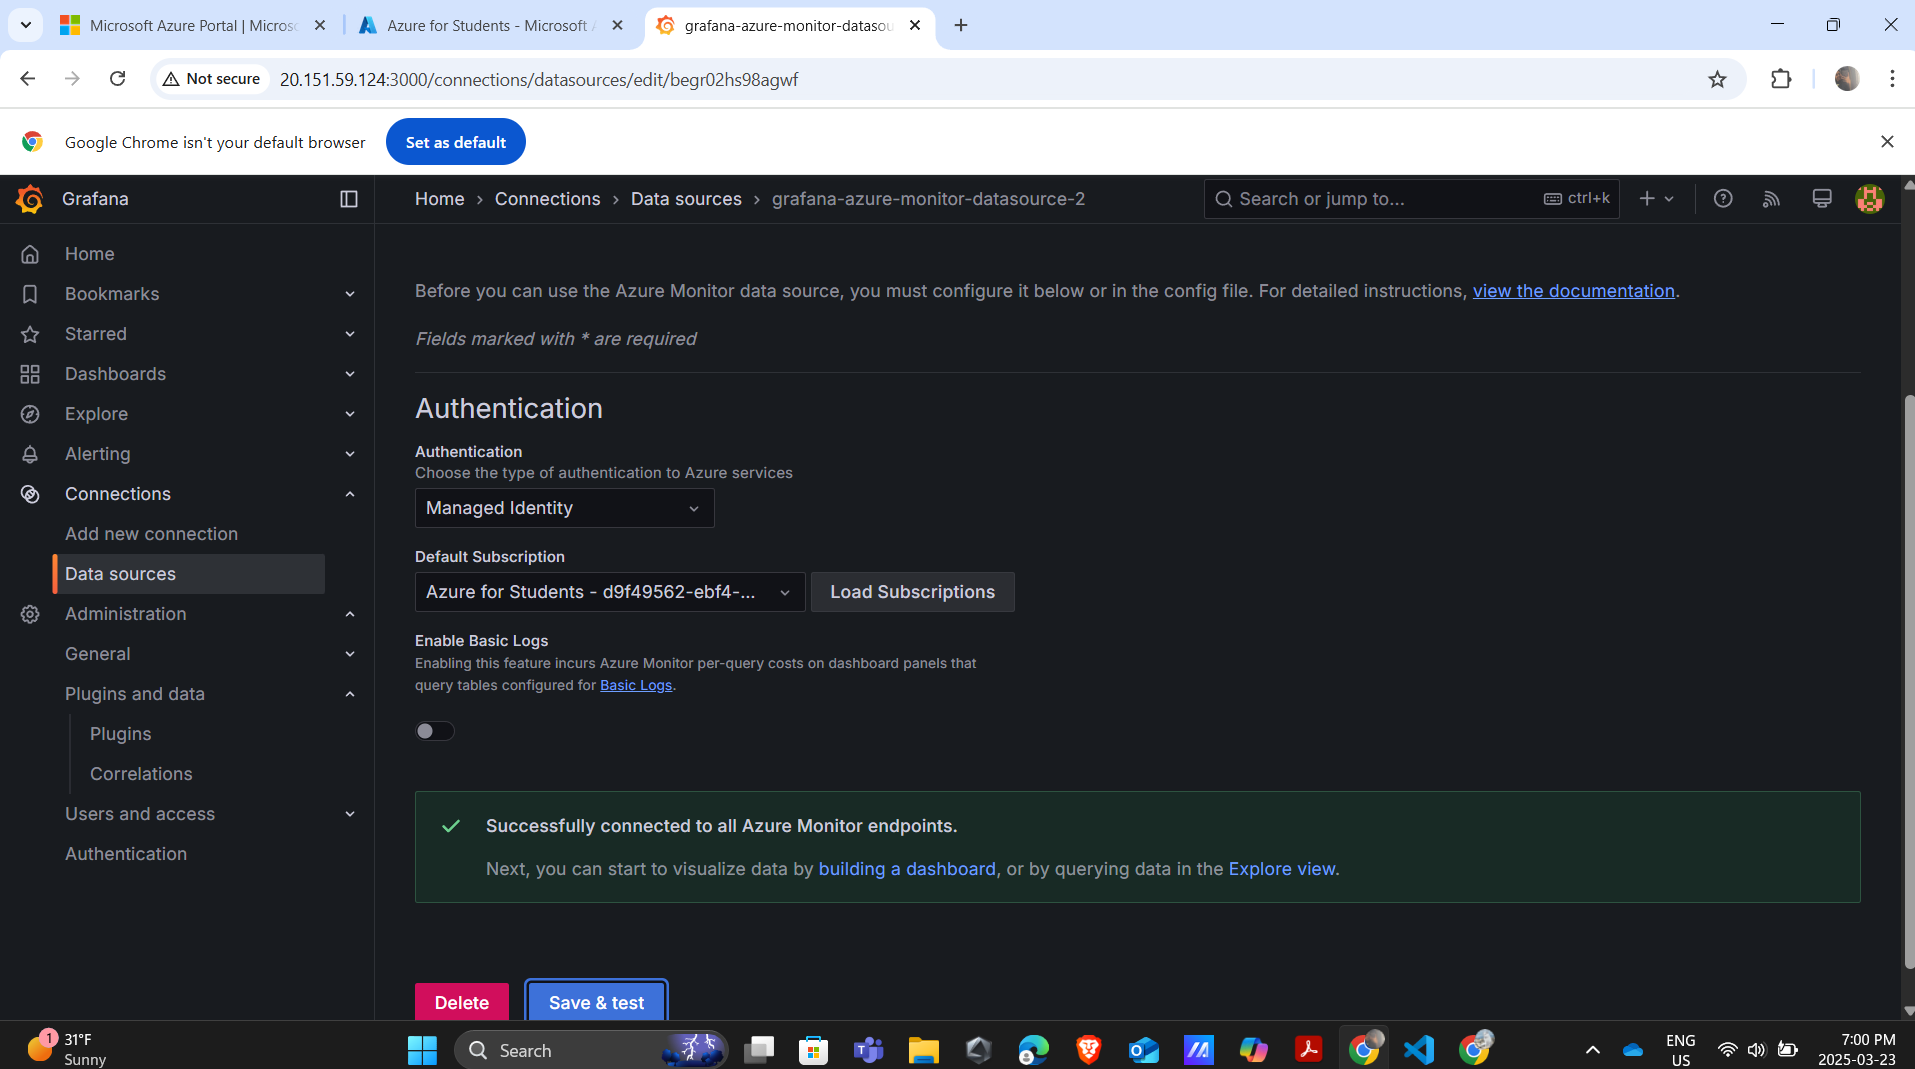 Microsoft Azure Portal | Micros
Azure for Students - Microsoft A
grafana-azure-monitor-datasou
Not secure
20.151.59.124:3000/connections/datasources/edit/begr02hs98agwf
Google Chrome isn't your default browser
Set as default
Grafana
Home › Connections › Data sources › grafana-azure-monitor-datasource-2
Search or jump to...
ctrl+k
Home
Bookmarks
Starred
Dashboards
Explore
Alerting
Connections
Add new connection
Data sources
Administration
General
Plugins and data
Plugins
Correlations
Users and access
Authentication
Before you can use the Azure Monitor data source, you must configure it below or in the config file. For detailed instructions, view the documentation.
Fields marked with * are required
Authentication
Authentication
Choose the type of authentication to Azure services
Managed Identity
Default Subscription
Azure for Students - d9f49562-ebf4-...
Load Subscriptions
Enable Basic Logs
Enabling this feature incurs Azure Monitor per-query costs on dashboard panels that
query tables configured for Basic Logs.
Successfully connected to all Azure Monitor endpoints.
Next, you can start to visualize data by building a dashboard, or by querying data in the Explore view.
Delete
Save & test
1
31°F
Sunny
Search
ENG
US
7:00 PM
2025-03-23